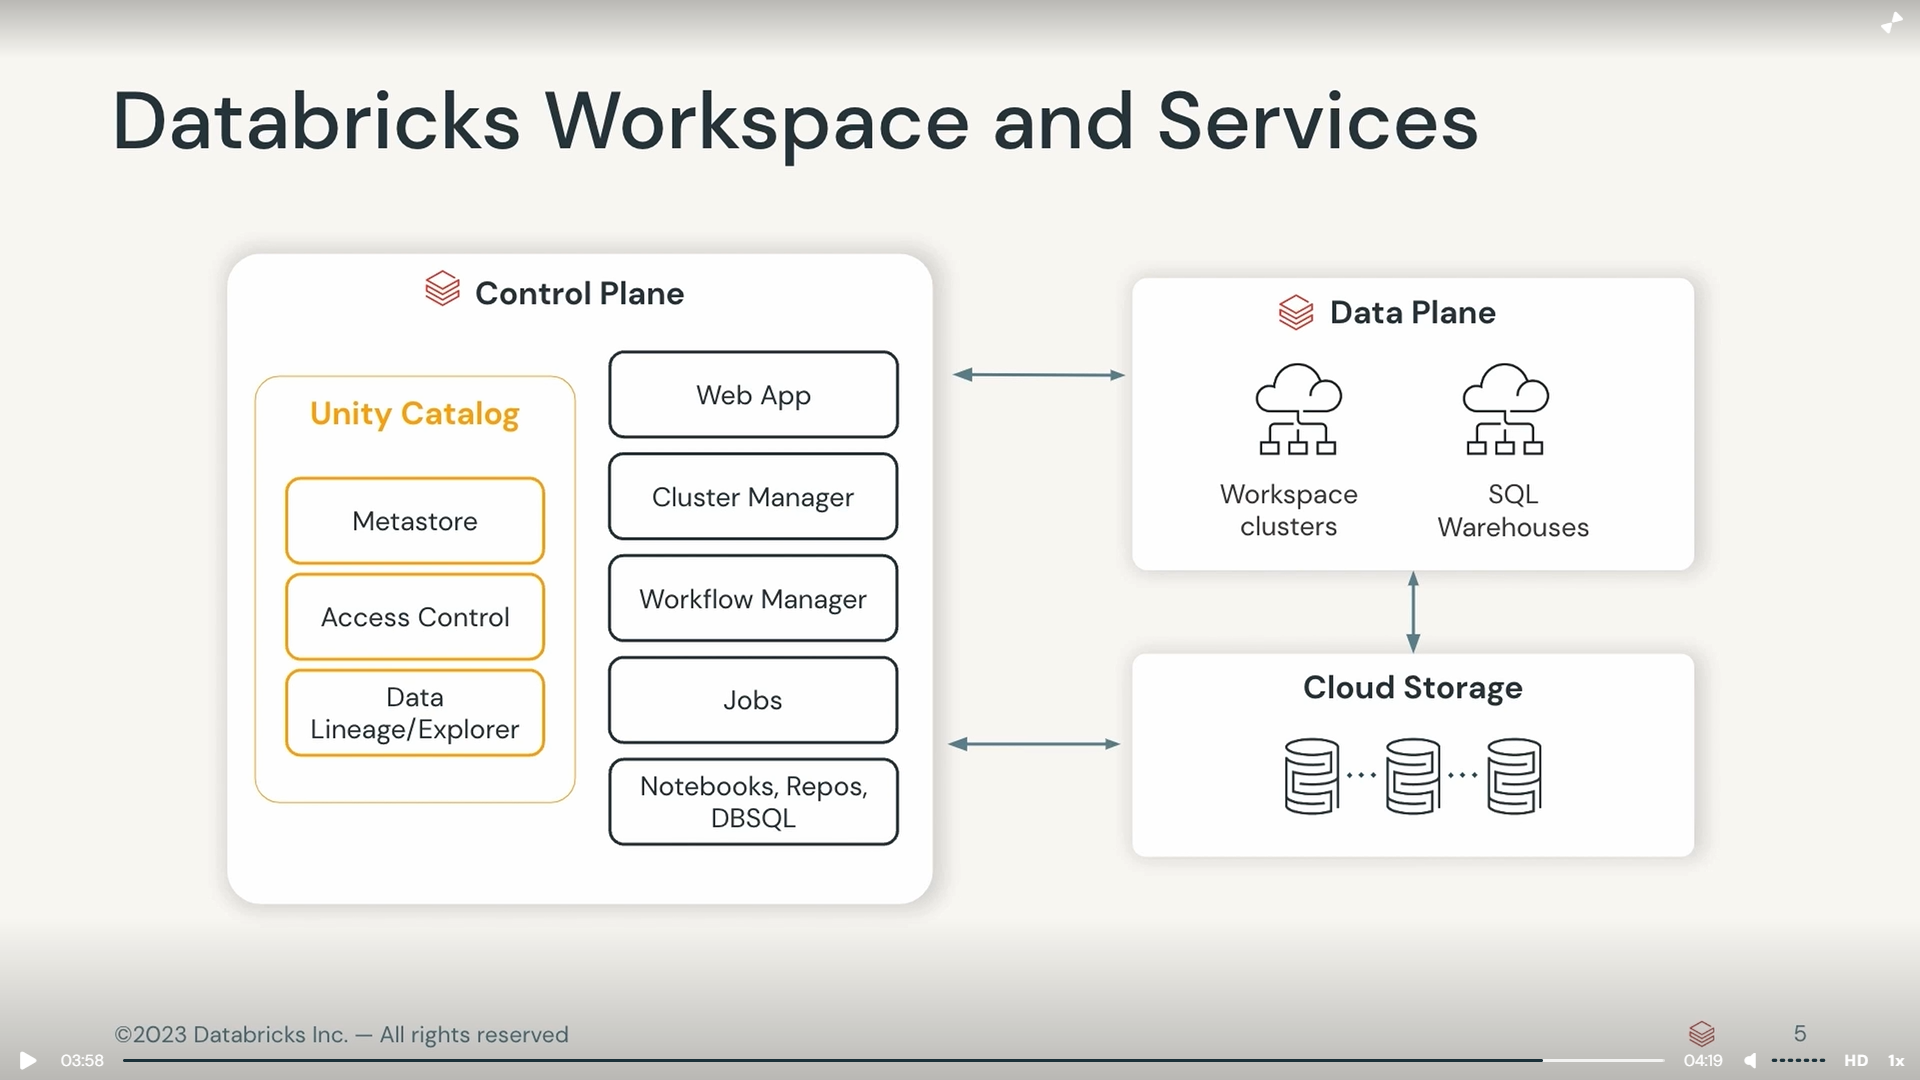 Databricks Workspace and Services
Control Plane
Unity Catalog
Metastore
Access Control
Data
Lineage/Explorer
Web App
Cluster Manager
Workflow Manager
Jobs
Notebooks, Repos,
DBSQL
Data Plane
Workspace
clusters
SQL
Warehouses
Cloud Storage
©2023 Databricks Inc. — All rights reserved
5
03:58
04:19
HD
1x